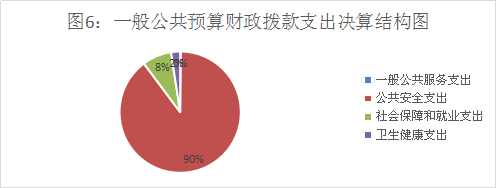 图6：一般公共预算财政拨款支出决算结构图
8%
90%
一般公共服务支出
公共安全支出
社会保障和就业支出
卫生健康支出